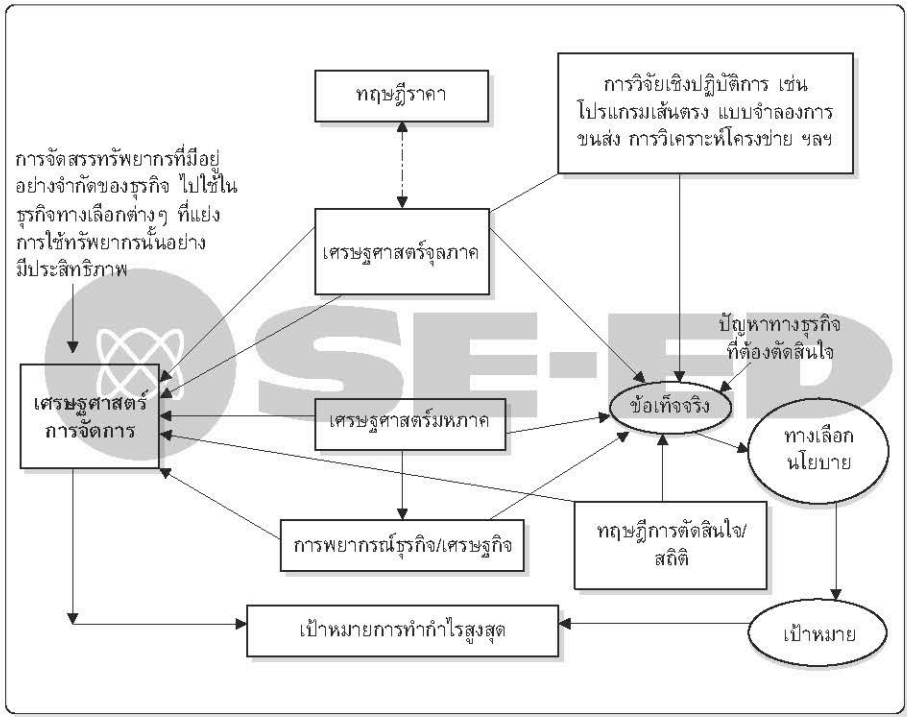 ทฤษฎีราคา
การวิจัยเชิงปฏิบัติการ เช่น
โปรแกรมเส้นตรง แบบจำลองการ
ขนส่ง การวิเคราะห์โครงข่าย ฯลฯ
การจัดสรรทรัพยากรที่มีอยู่
อย่างจำกัดของธุรกิจ ไปใช้ใน
ธุรกิจทางเลือกต่างๆ ที่แย่ง
การใช้ทรัพยากรนั้นอย่าง
มีประสิทธิภาพ
เศรษฐศาสตร์จุลภาค
SE-ED
ปัญหาทางธุรกิจ
ที่ต้องตัดสินใจ
เศรษฐศาสตร์
การจัดการ
เศรษฐศาสตร์มหภาค
ข้อเท็จจริง
ทางเลือก
นโยบาย
การพยากรณ์ธุรกิจ/เศรษฐกิจ
ทฤษฎีการตัดสินใจ/
สถิติ
เป้าหมายการทำกำไรสูงสุด
เป้าหมาย